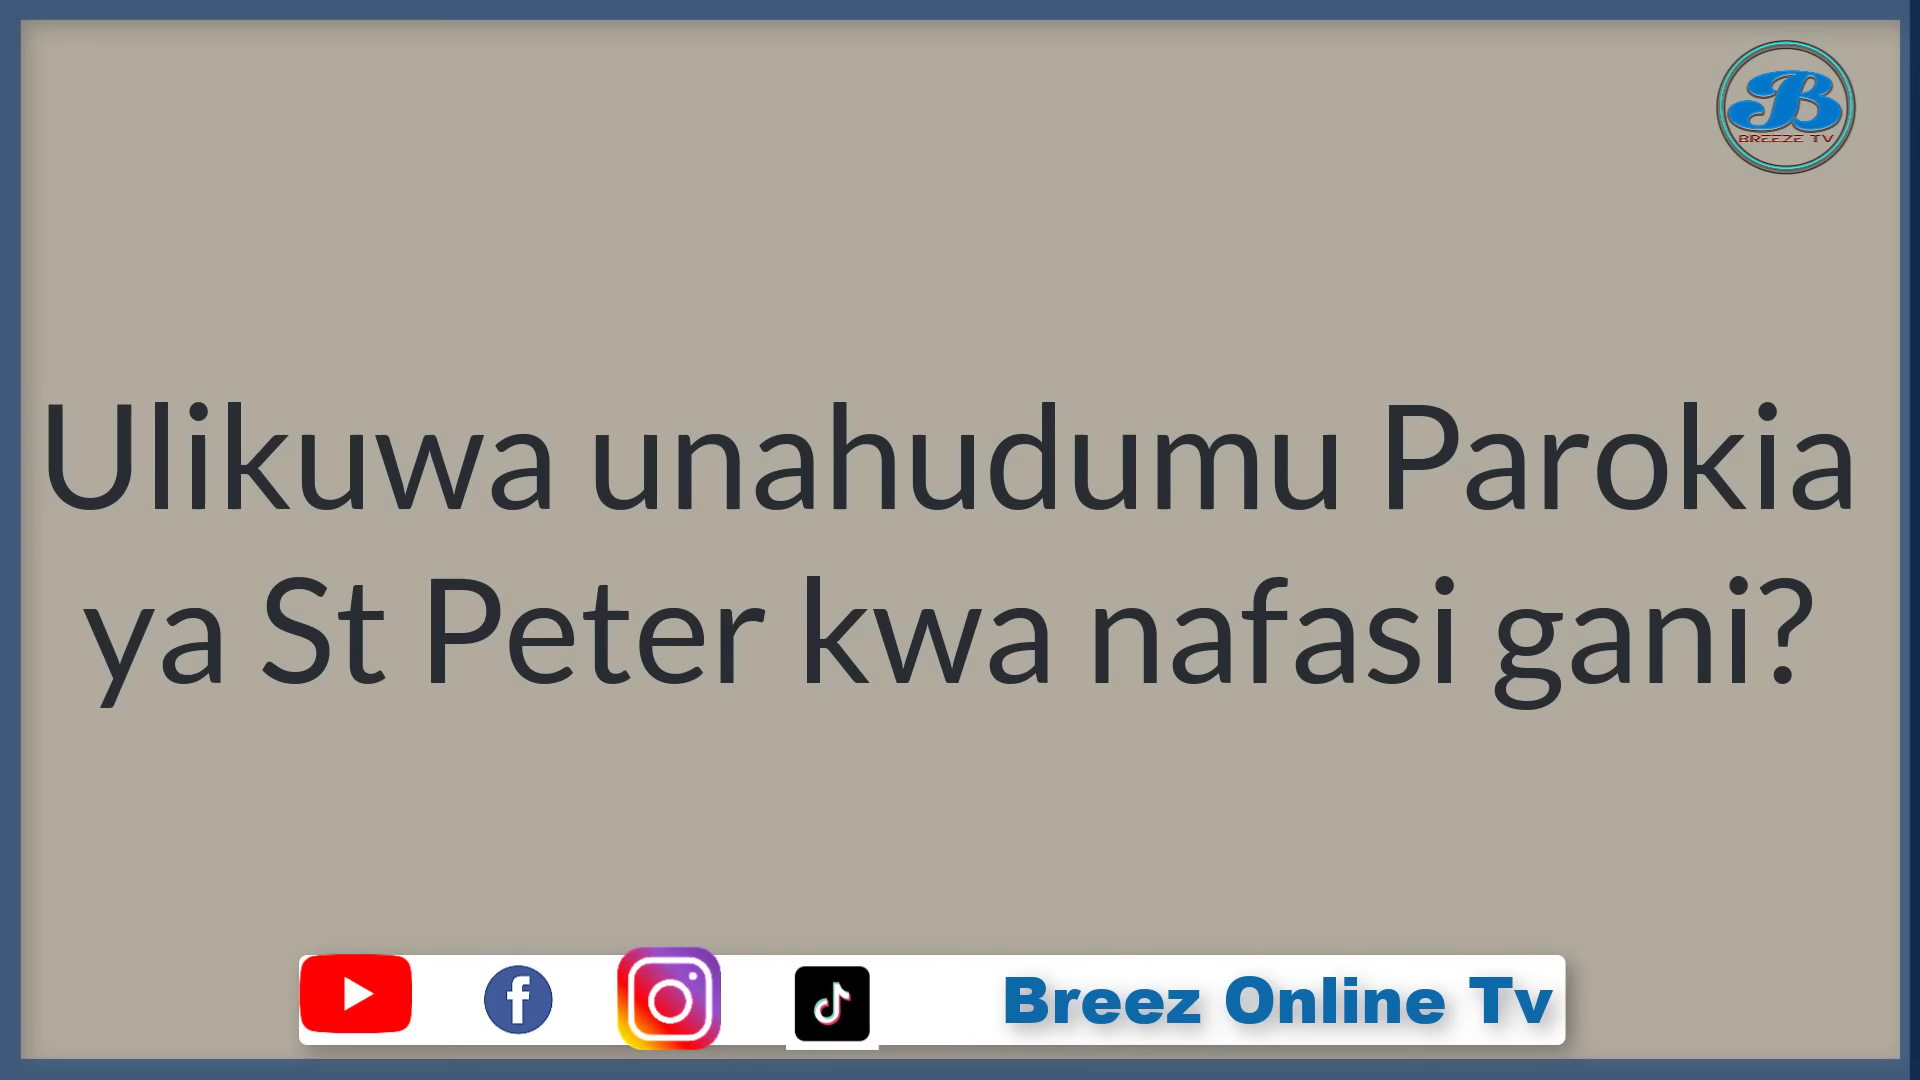 BREEZE TV
Ulikuwa unahudumu Parokia
ya St Peter kwa nafasi gani?
Breez Online Tv